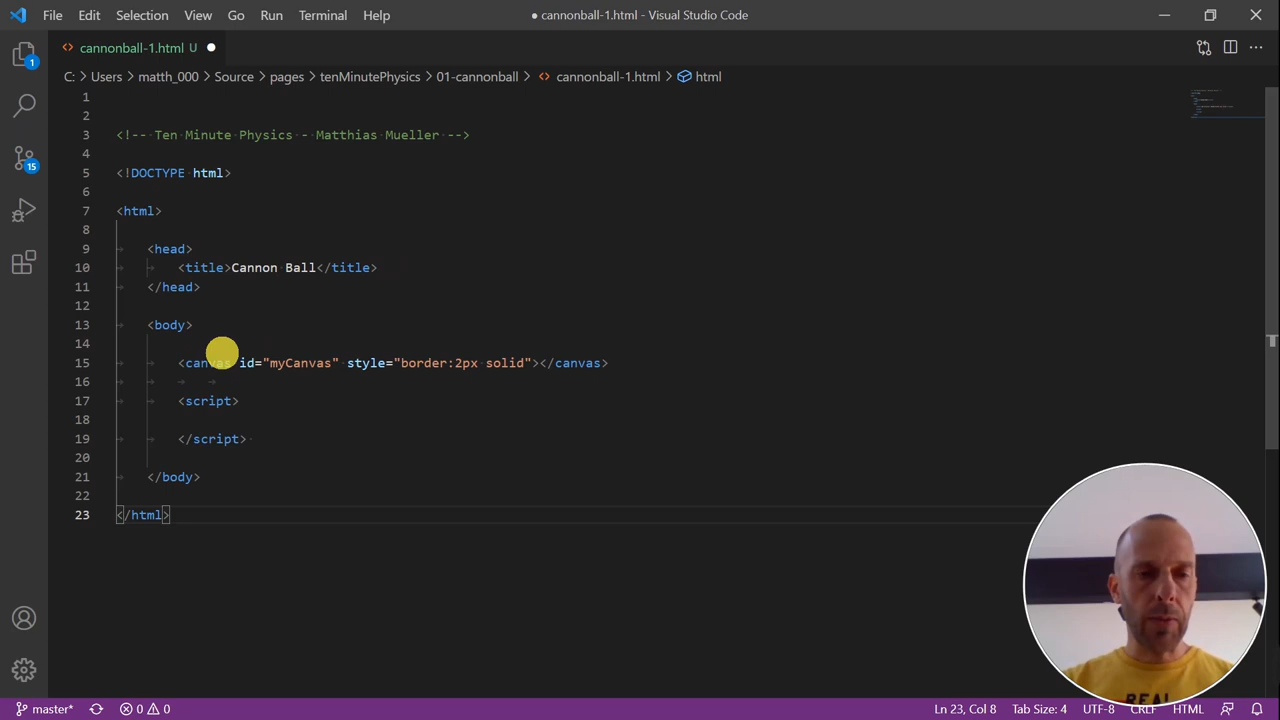 File Edit Selection View Go Run Terminal Help
● cannonball-1.html - Visual Studio Code
cannonball-1.html U
C: > Users > matth_000 > Source > pages > tenMinutePhysics > 01-cannonball > cannonball-1.html > html
1
2
3 <!-- Ten Minute Physics - Matthias Mueller -->
4
5 <!DOCTYPE html>
6
7 <html>
8
9 <head>
10 <title>Cannon Ball</title>
11 </head>
12
13 <body>
14
15 <canvas id="myCanvas" style="border:2px solid"></canvas>
16
17 <script>
18
19 </script>
20
21 </body>
22
23 </html>
1
15
REAL
master* 0 0 Ln 23, Col 8 Tab Size: 4 UTF-8 CRLF HTML